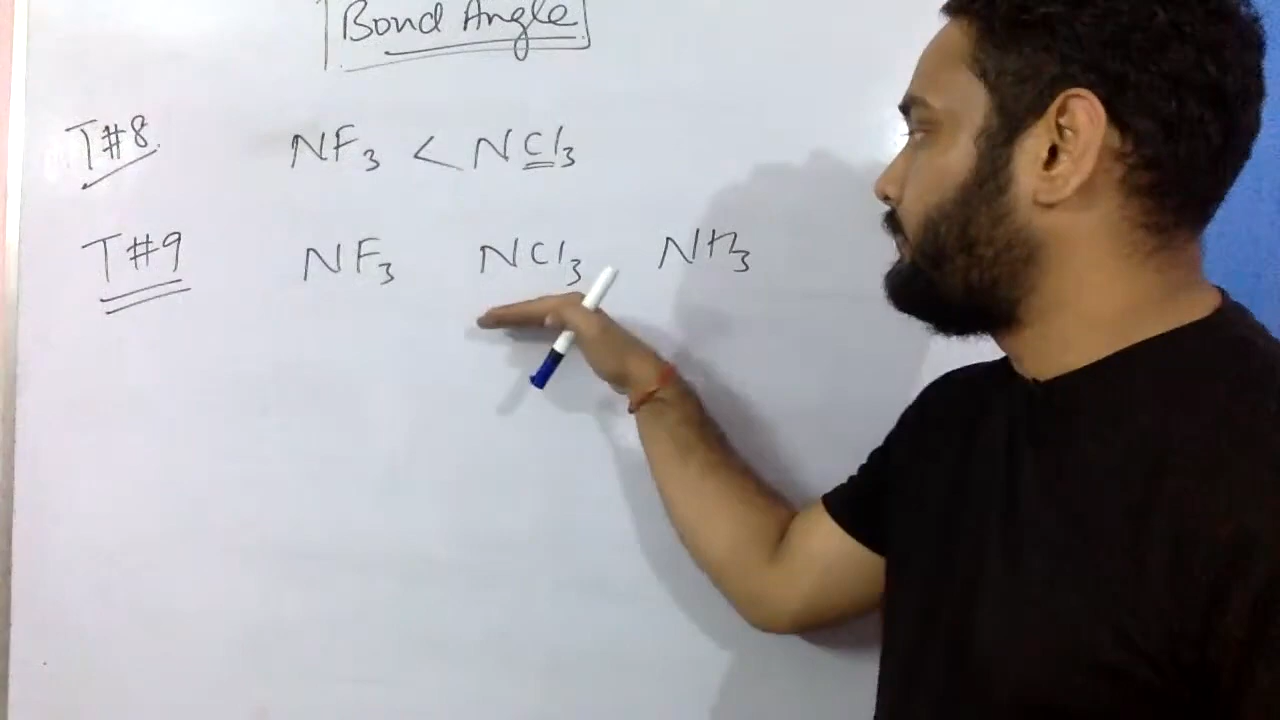 Bond Angle
T#8 NF₃ < NCl₃
T#9 NF₃ NCl₃ NH₃